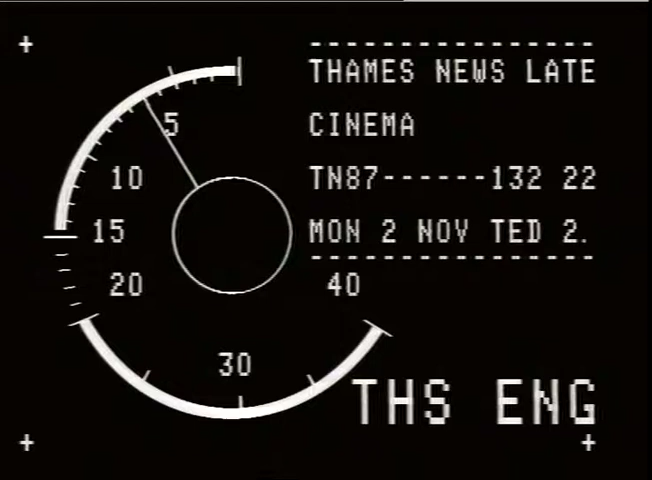 THAMES NEWS LATE
CINEMA
TN87------132 22
MON 2 NOV TED 2.
5
10
15
20
30
40
THS ENG